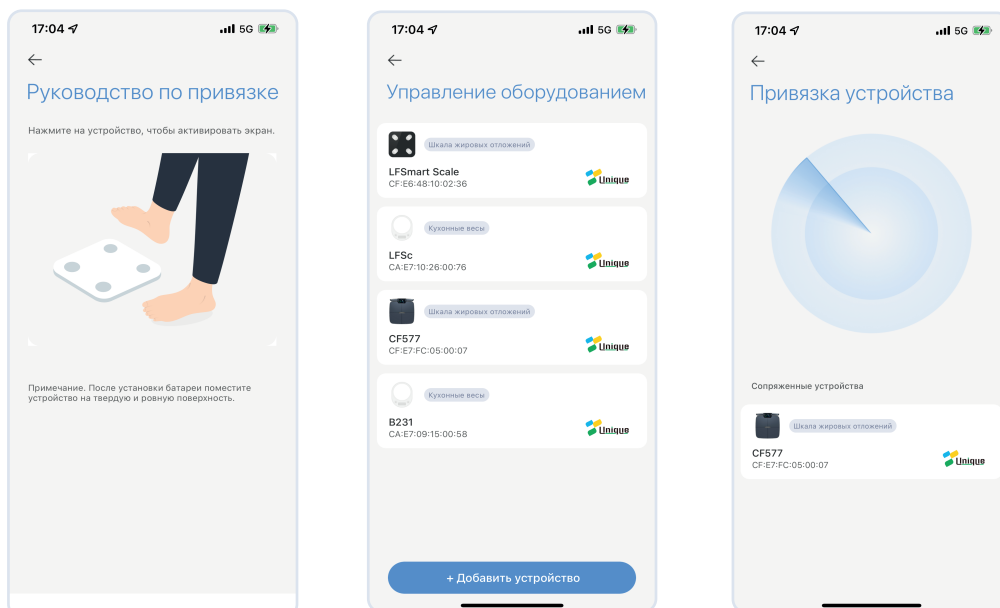 17:04
5G
Руководство по привязке
Нажмите на устройство, чтобы активировать экран.
Примечание. После установки батареи поместите
устройство на твердую и ровную поверхность.
17:04
5G
Управление оборудованием
Шкала жировых отложений
LFSmart Scale
CF:E6:48:10:02:36
Unique
Кухонные весы
LFSc
CA:E7:10:26:00:76
Unique
Шкала жировых отложений
CF577
CF:E7:FC:05:00:07
Unique
Кухонные весы
B231
CA:E7:09:15:00:58
Unique
+ Добавить устройство
17:04
5G
Привязка устройства
Сопряженные устройства
Шкала жировых отложений
CF577
CF:E7:FC:05:00:07
Unique